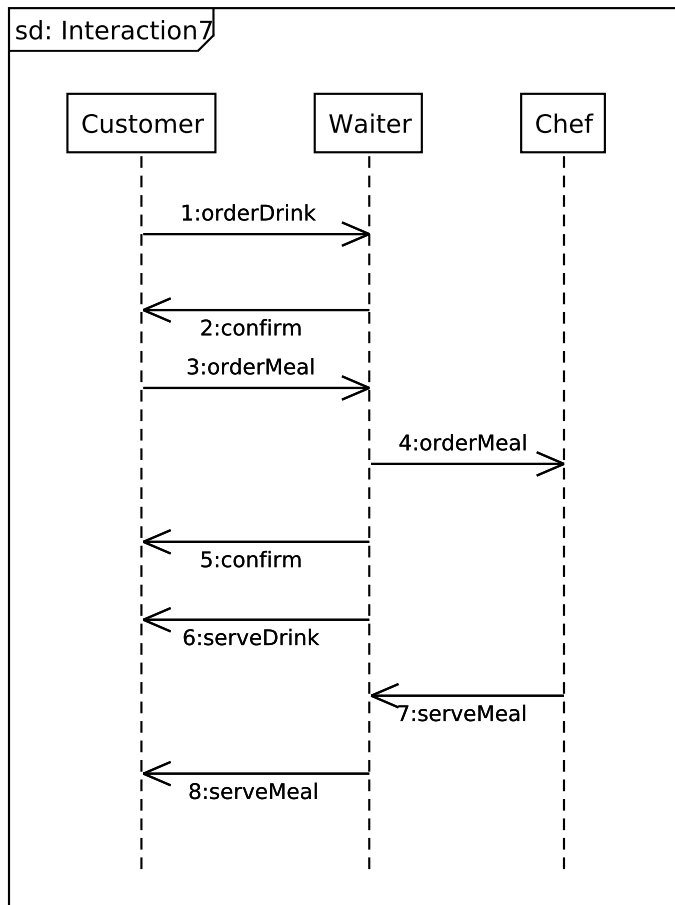 sd: Interaction7
Customer
Waiter
Chef
1:orderDrink
2:confirm
3:orderMeal
4:orderMeal
5:confirm
6:serveDrink
7:serveMeal
8:serveMeal